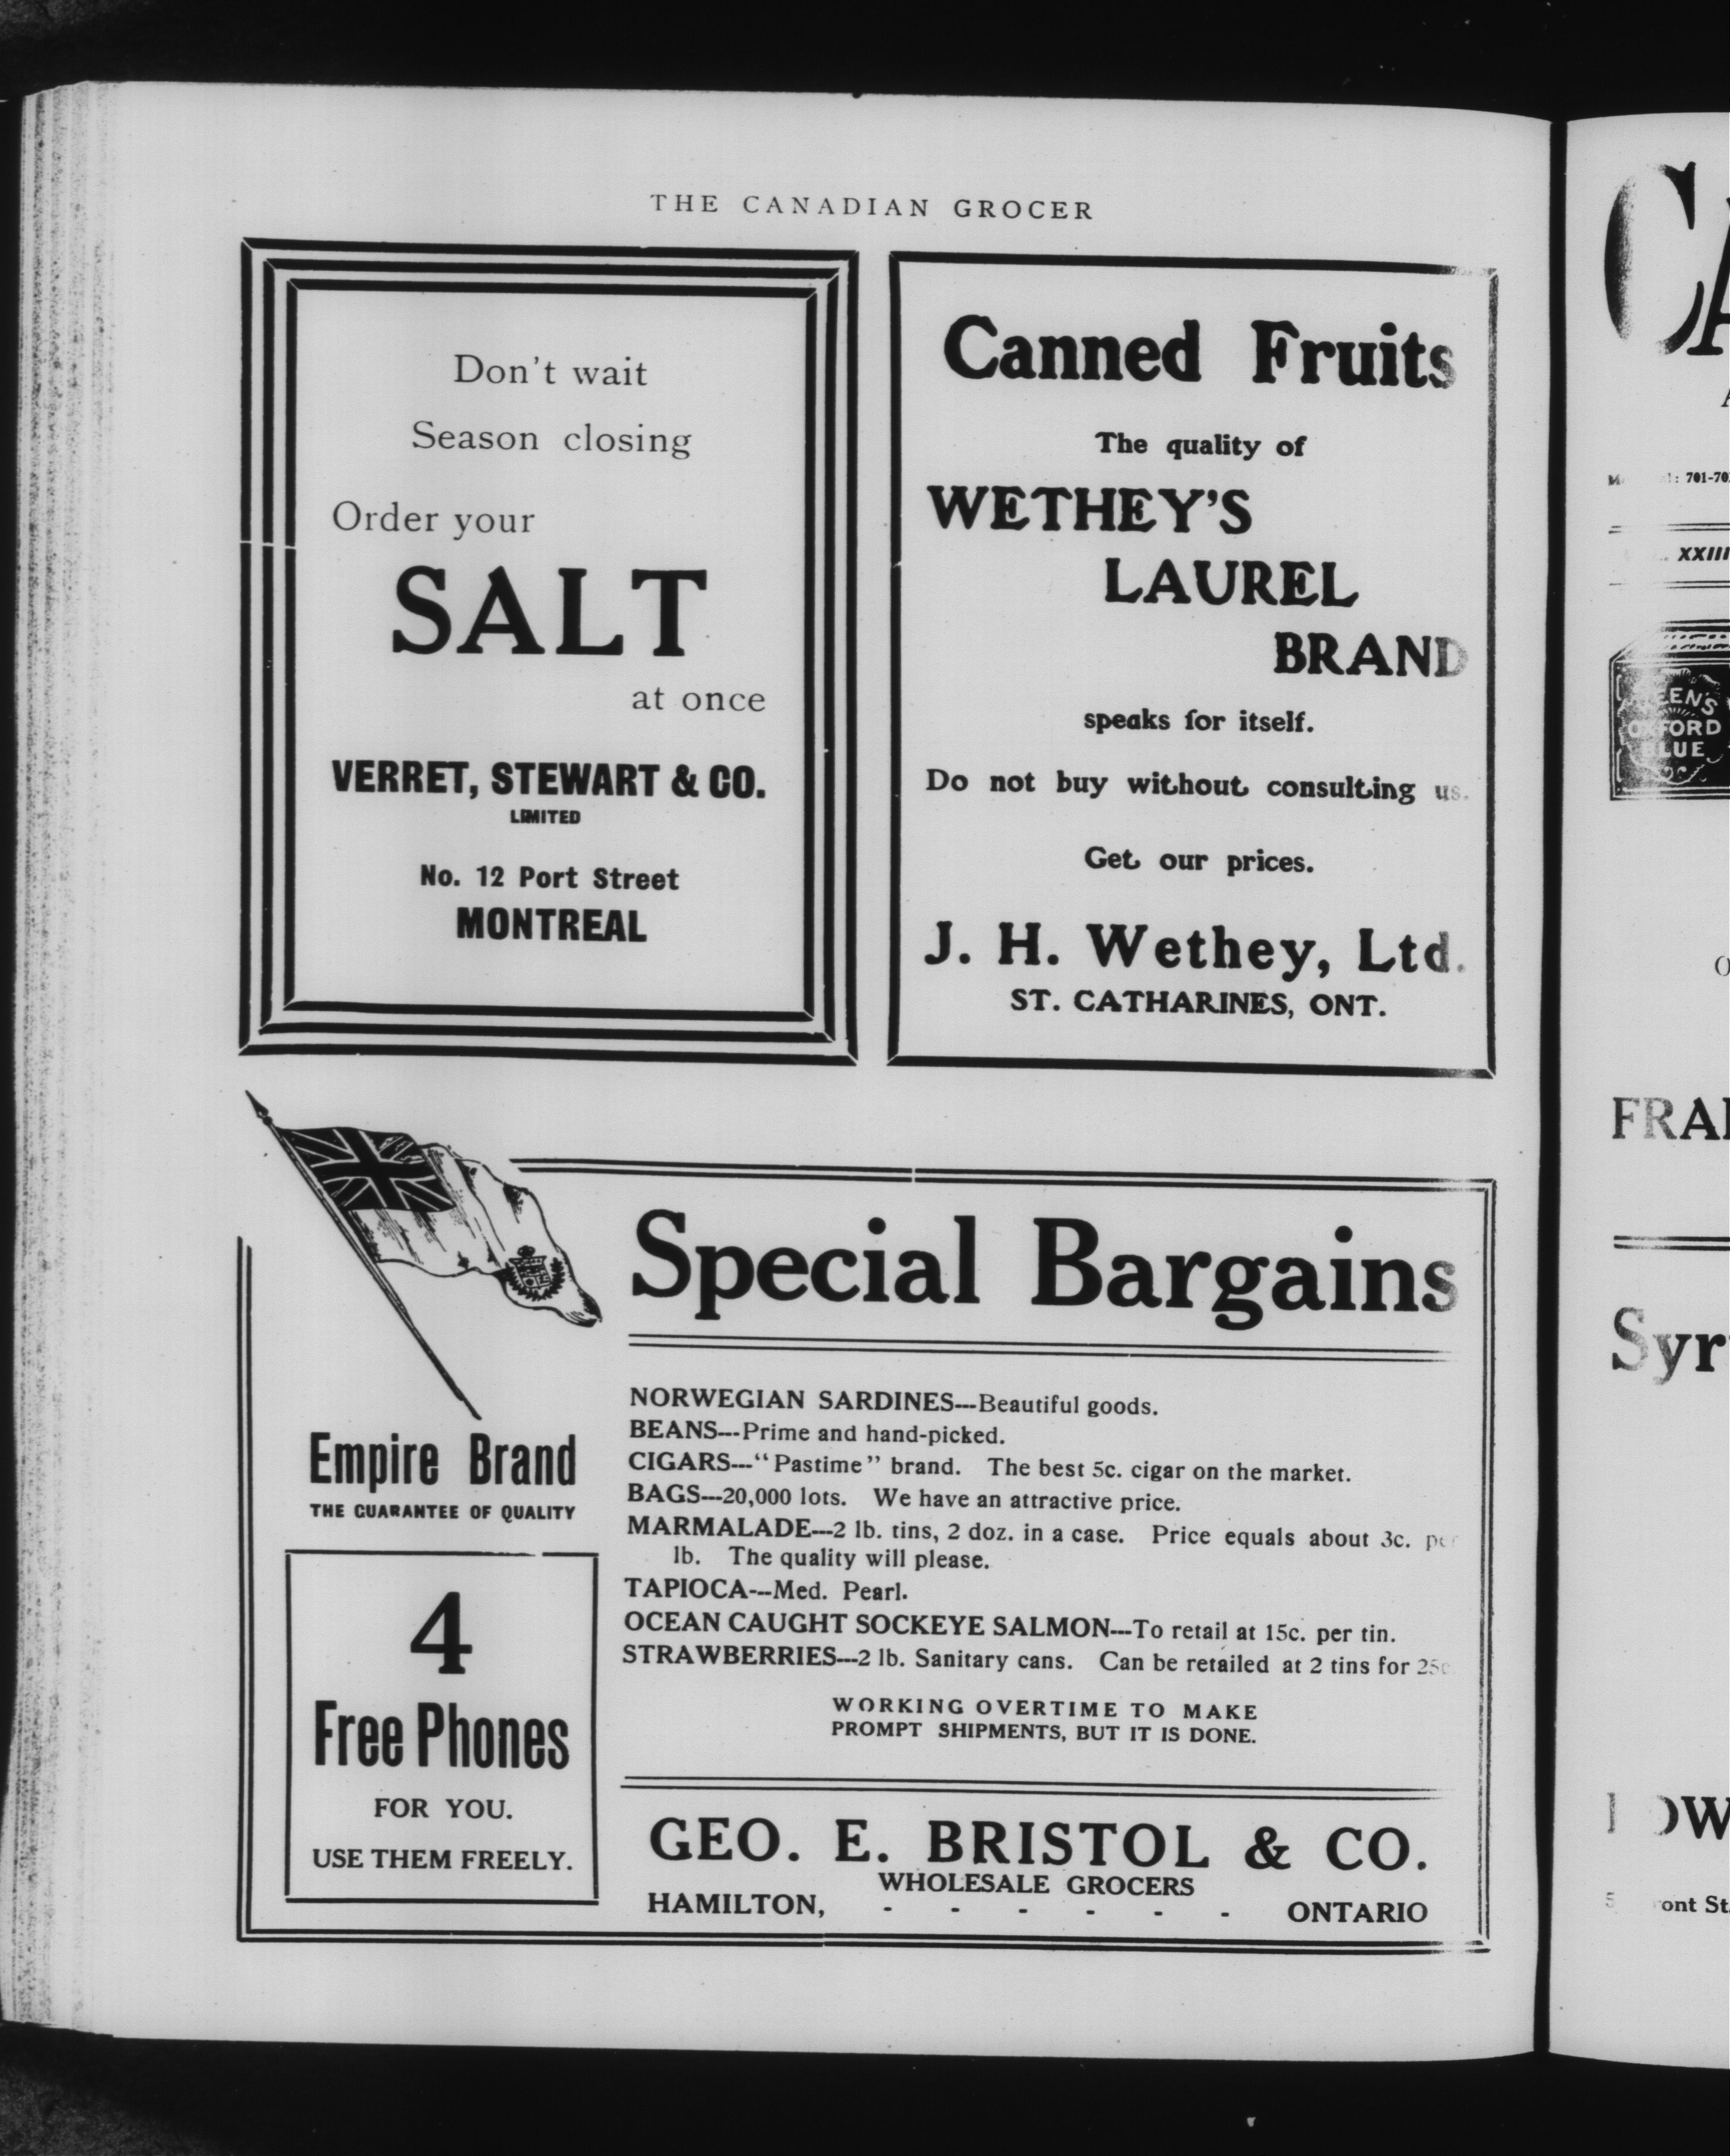 THE CANADIAN GROCER
Don't wait
Season closing
Order your
SALT
at once
VERRET, STEWART & CO.
LIMITED
No. 12 Port Street
MONTREAL
Canned Fruits
The quality of
WETHEY'S
LAUREL
BRAND
speaks for itself.
Do not buy without consulting us.
Get our prices.
J. H. Wethey, Ltd.
ST. CATHARINES, ONT.
Empire Brand
THE GUARANTEE OF QUALITY
4
Free Phones
FOR YOU.
USE THEM FREELY.
Special Bargains
NORWEGIAN SARDINES---Beautiful goods.
BEANS---Prime and hand-picked.
CIGARS---"Pastime" brand. The best 5c. cigar on the market.
BAGS---20,000 lots. We have an attractive price.
MARMALADE---2 lb. tins, 2 doz. in a case. Price equals about 3c. per
lb. The quality will please.
TAPIOCA---Med. Pearl.
OCEAN CAUGHT SOCKEYE SALMON---To retail at 15c. per tin.
STRAWBERRIES---2 lb. Sanitary cans. Can be retailed at 2 tins for 25c
WORKING OVERTIME TO MAKE
PROMPT SHIPMENTS, BUT IT IS DONE.
GEO. E. BRISTOL & CO.
WHOLESALE GROCERS
HAMILTON, - - - - - - ONTARIO
701-70
XXIII
FRA
Syr
ont St.